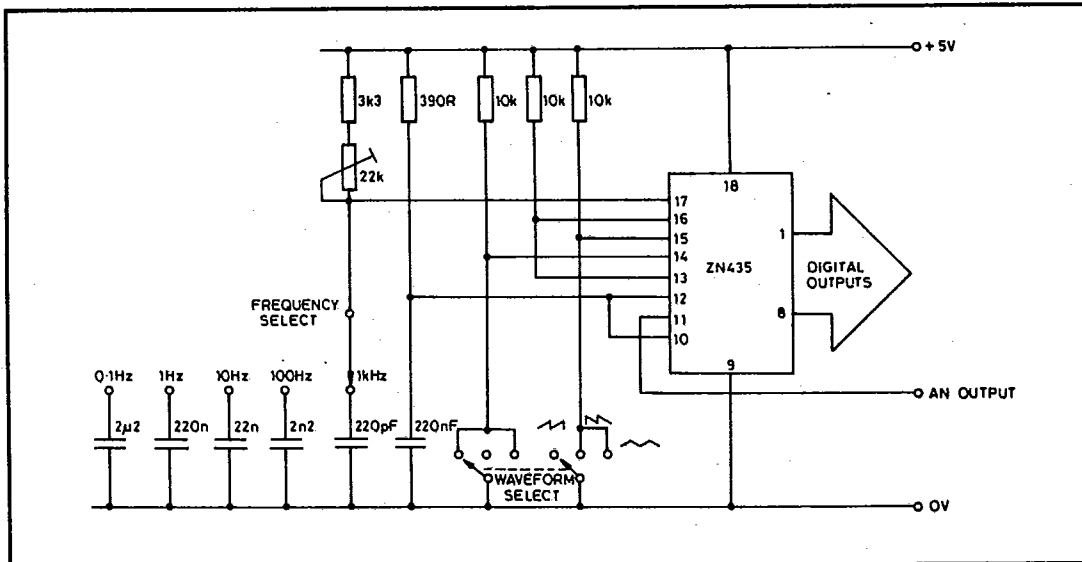 +5V
3k3
390R
10k
10k
10k
22k
18
17
16
15
14
13
12
11
10
ZN435
1
8
9
DIGITAL
OUTPUTS
FREQUENCY
SELECT
0·1Hz
1Hz
10Hz
100Hz
1kHz
AN OUTPUT
2µ2
220n
22n
2n2
220pF
220nF
WAVEFORM
SELECT
0V